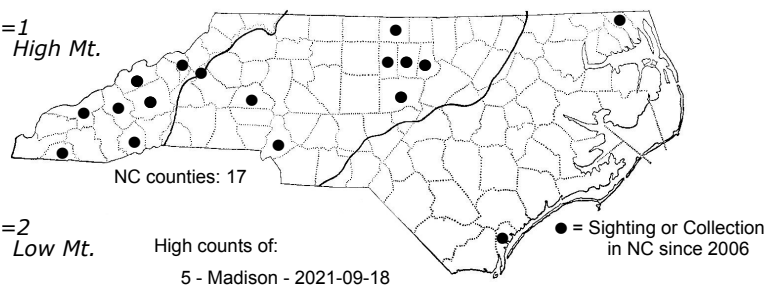 =1
High Mt.
NC counties: 17
=2
Low Mt.
High counts of:
5 - Madison - 2021-09-18
● = Sighting or Collection
in NC since 2006